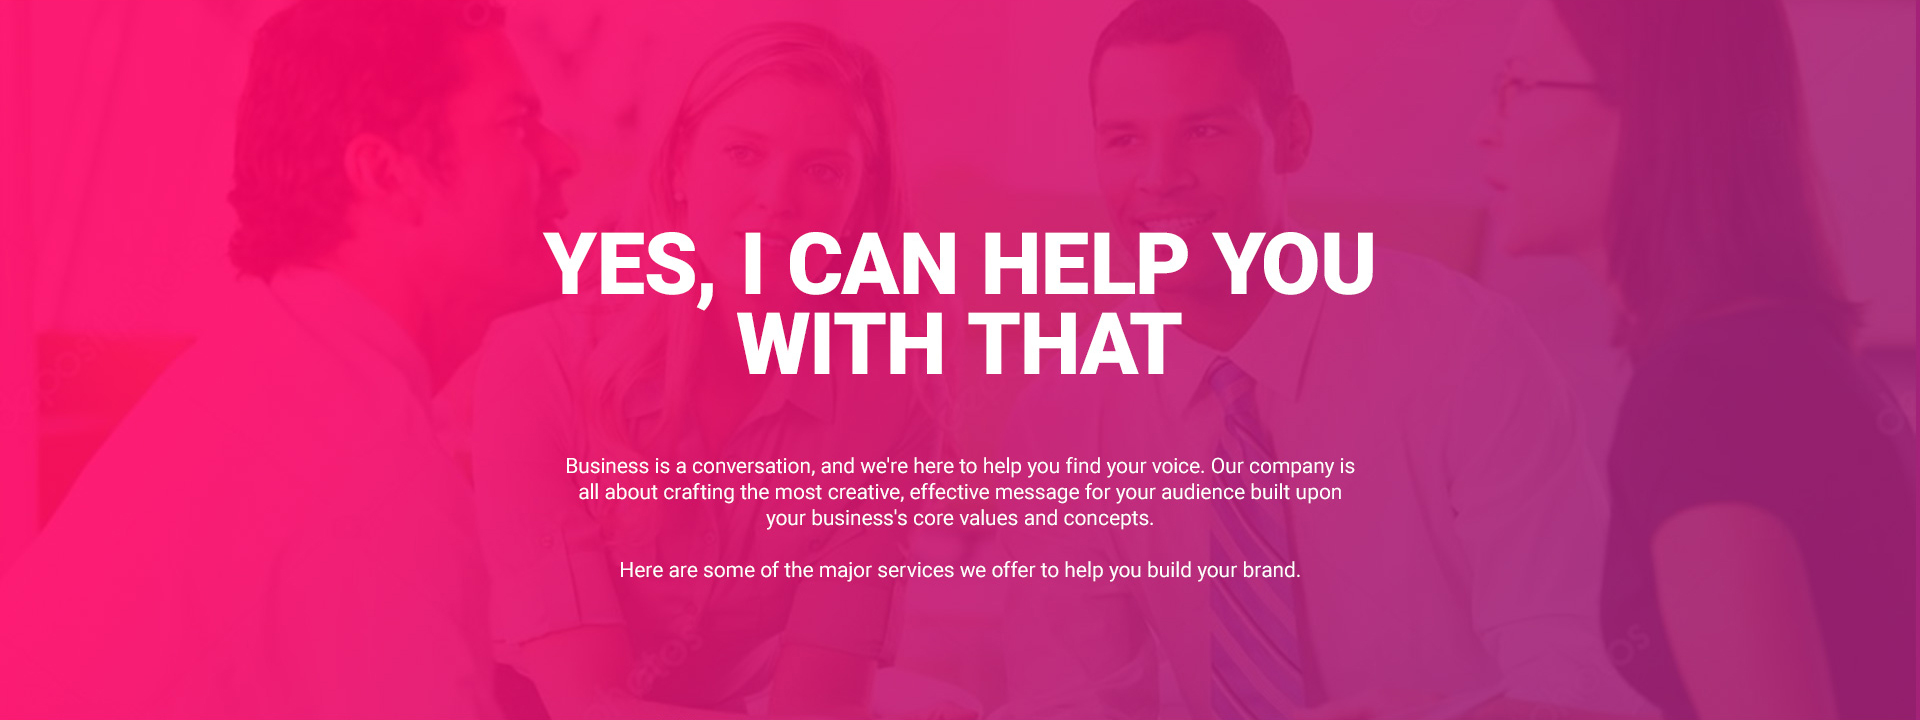 YES, I CAN HELP YOU
WITH THAT
Business is a conversation, and we're here to help you find your voice. Our company is
all about crafting the most creative, effective message for your audience built upon
your business's core values and concepts.
Here are some of the major services we offer to help you build your brand.